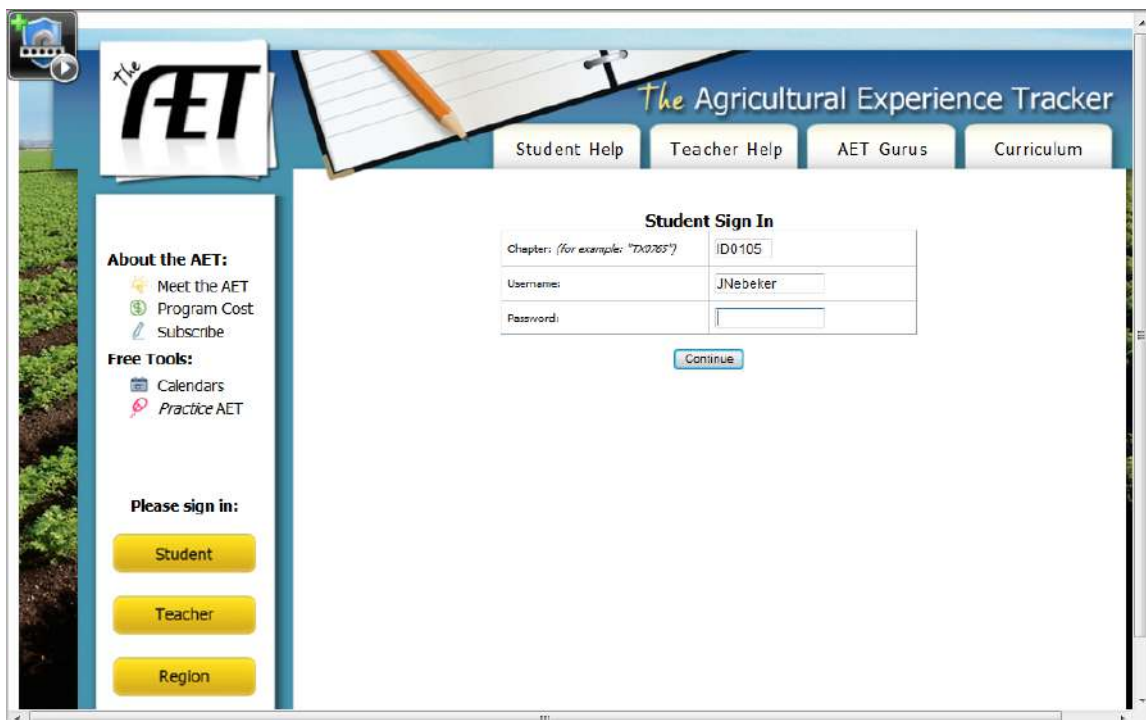 The AET
The Agricultural Experience Tracker
Student Help
Teacher Help
AET Gurus
Curriculum
About the AET:
Meet the AET
Program Cost
Subscribe
Free Tools:
Calendars
Practice AET
Please sign in:
Student
Teacher
Region
Student Sign In
Chapter: (for example: "TX0765")
ID0105
Username:
JNebeker
Password:
Continue